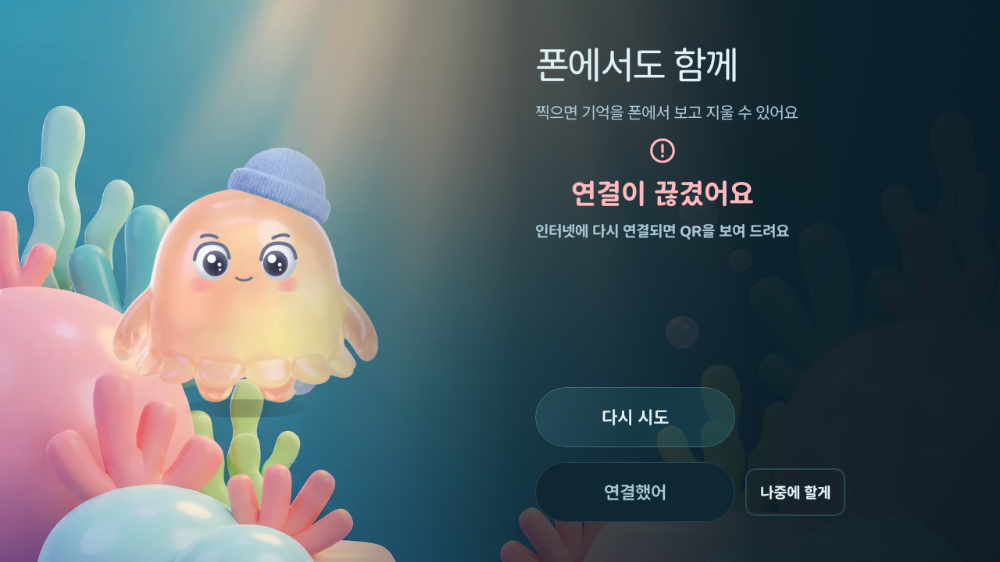 폰에서도 함께
찍으면 기억을 폰에서 보고 지울 수 있어요
연결이 끊겼어요
인터넷에 다시 연결되면 QR을 보여 드려요
다시 시도
연결했어
나중에 할게